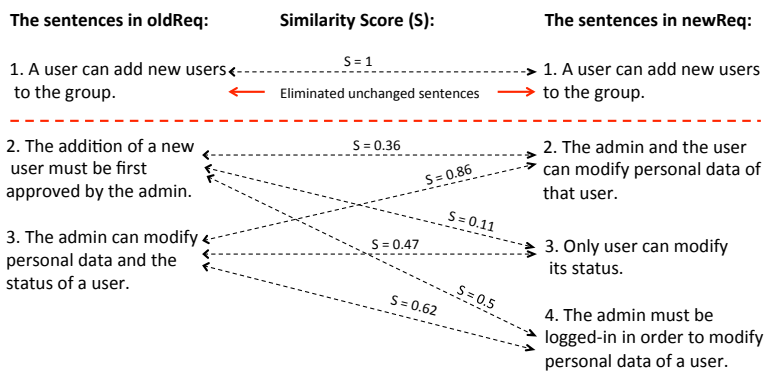 The sentences in oldReq:
Similarity Score (S):
The sentences in newReq:
1. A user can add new users
to the group.
S = 1
Eliminated unchanged sentences
1. A user can add new users
to the group.
2. The addition of a new
user must be first
approved by the admin.
3. The admin can modify
personal data and the
status of a user.
S = 0.36
S = 0.86
S = 0.11
S = 0.47
S = 0.5
S = 0.62
2. The admin and the user
can modify personal data of
that user.
3. Only user can modify
its status.
4. The admin must be
logged-in in order to modify
personal data of a user.